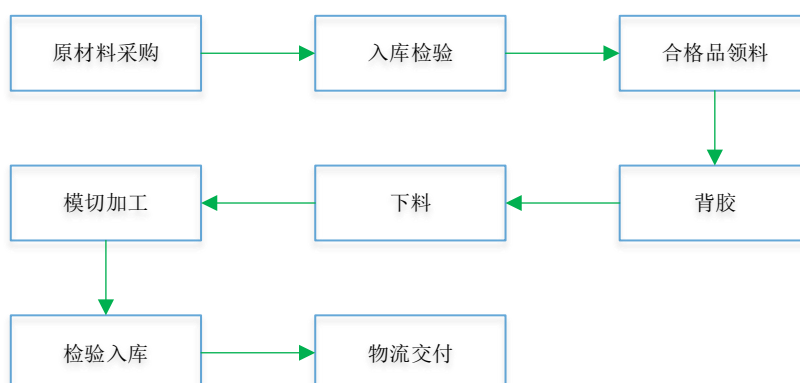 原材料采购
入库检验
合格品领料
背胶
下料
模切加工
检验入库
物流交付